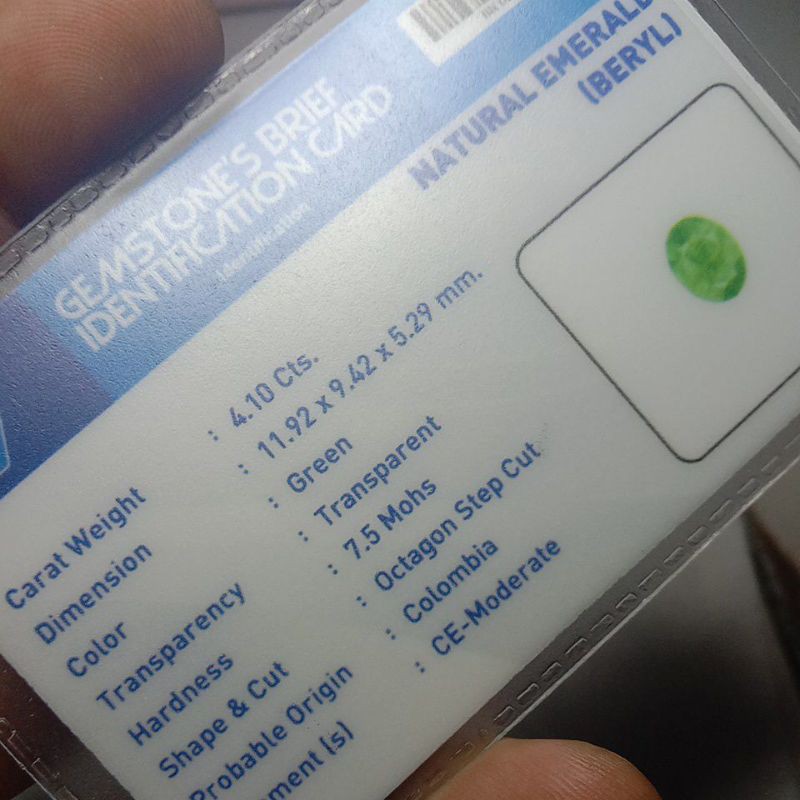 GEMSTONE'S BRIEF
IDENTIFICATION CARD
Identification
NATURAL EMERALD
(BERYL)
Carat Weight : 4.10 Cts.
Dimension : 11.92 x 9.42 x 5.29 mm.
Color : Green
Transparency : Transparent
Hardness : 7.5 Mohs
Shape & Cut : Octagon Step Cut
Probable Origin : Colombia
ment (s) : CE-Moderate